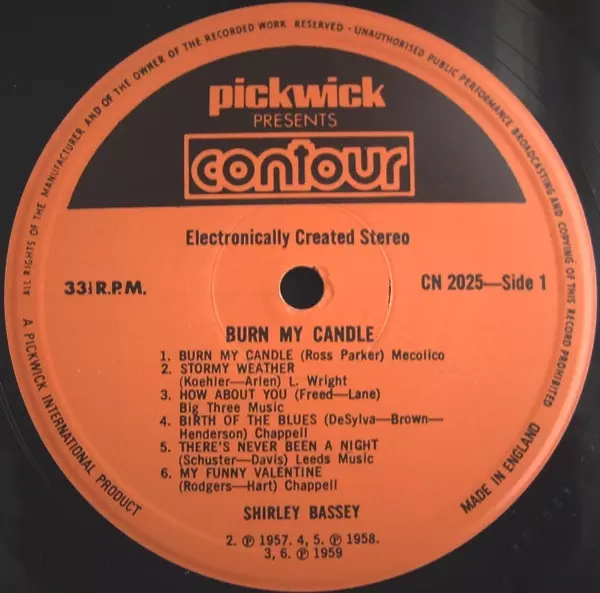 ALL RIGHTS OF THE MANUFACTURER AND OF THE OWNER OF THE RECORDED WORK RESERVED - UNAUTHORISED PUBLIC PERFORMANCE BROADCASTING AND COPYING OF THIS RECORD PROHIBITED
pickwick
PRESENTS
contour
Electronically Created Stereo
33⅓ R.P.M.
CN 2025—Side 1
BURN MY CANDLE
1. BURN MY CANDLE (Ross Parker) Mecolico
2. STORMY WEATHER
(Koehler—Arlen) L. Wright
3. HOW ABOUT YOU (Freed—Lane)
Big Three Music
4. BIRTH OF THE BLUES (DeSylva—Brown—
Henderson) Chappell
5. THERE'S NEVER BEEN A NIGHT
(Schuster—Davis) Leeds Music
6. MY FUNNY VALENTINE
(Rodgers—Hart) Chappell
SHIRLEY BASSEY
2. ℗ 1957. 4, 5. ℗ 1958.
3, 6. ℗ 1959
A PICKWICK INTERNATIONAL PRODUCT
MADE IN ENGLAND